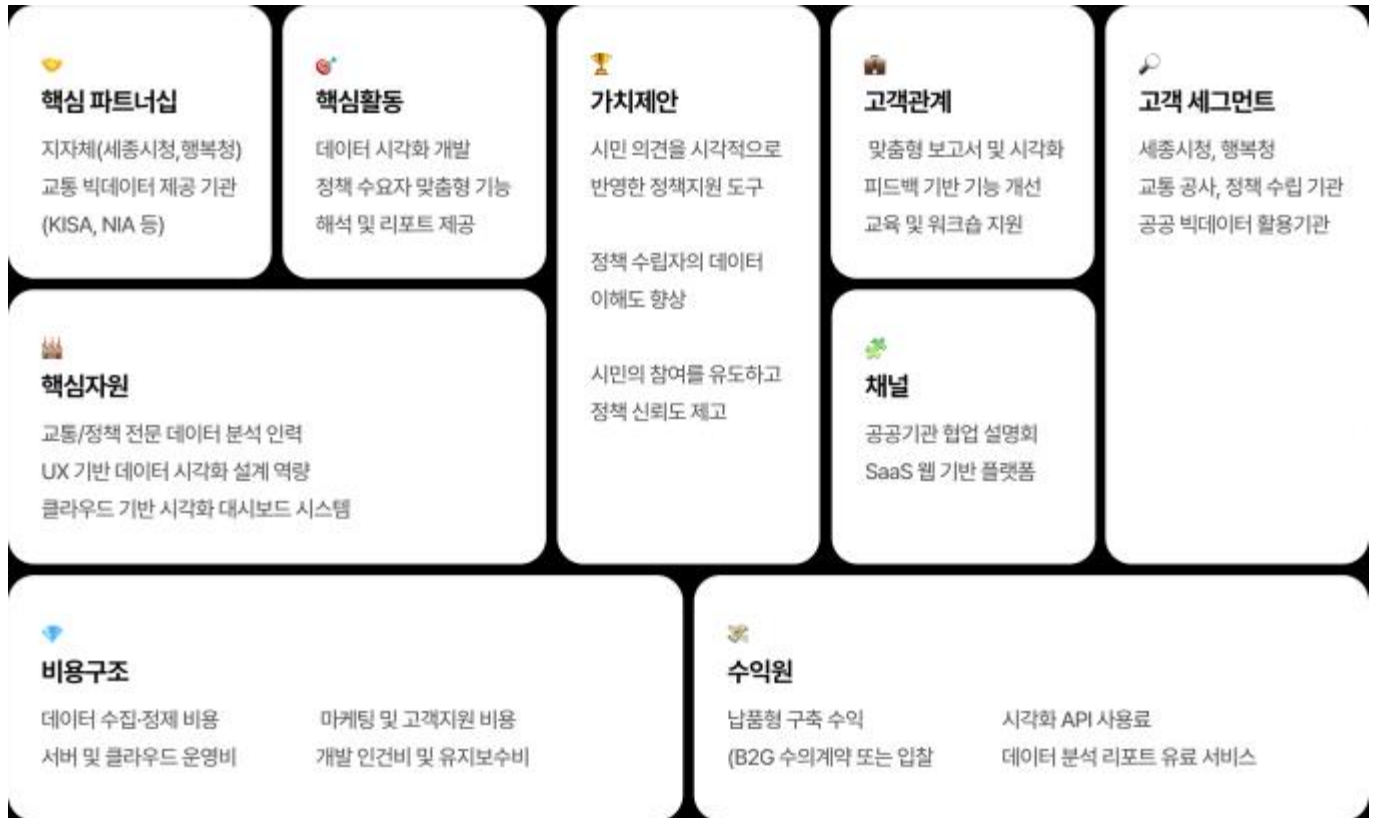 핵심 파트너십
지자체(세종시청,행복청)
교통 빅데이터 제공 기관
(KISA, NIA 등)
핵심활동
데이터 시각화 개발
정책 수요자 맞춤형 기능
해석 및 리포트 제공
핵심자원
교통/정책 전문 데이터 분석 인력
UX 기반 데이터 시각화 설계 역량
클라우드 기반 시각화 대시보드 시스템
가치제안
시민 의견을 시각적으로
반영한 정책지원 도구
정책 수립자의 데이터
이해도 향상
시민의 참여를 유도하고
정책 신뢰도 제고
고객관계
맞춤형 보고서 및 시각화
피드백 기반 기능 개선
교육 및 워크숍 지원
채널
공공기관 협업 설명회
SaaS 웹 기반 플랫폼
고객 세그먼트
세종시청, 행복청
교통 공사, 정책 수립 기관
공공 빅데이터 활용기관
비용구조
데이터 수집·정제 비용
서버 및 클라우드 운영비
마케팅 및 고객지원 비용
개발 인건비 및 유지보수비
수익원
납품형 구축 수익
(B2G 수의계약 또는 입찰
시각화 API 사용료
데이터 분석 리포트 유료 서비스